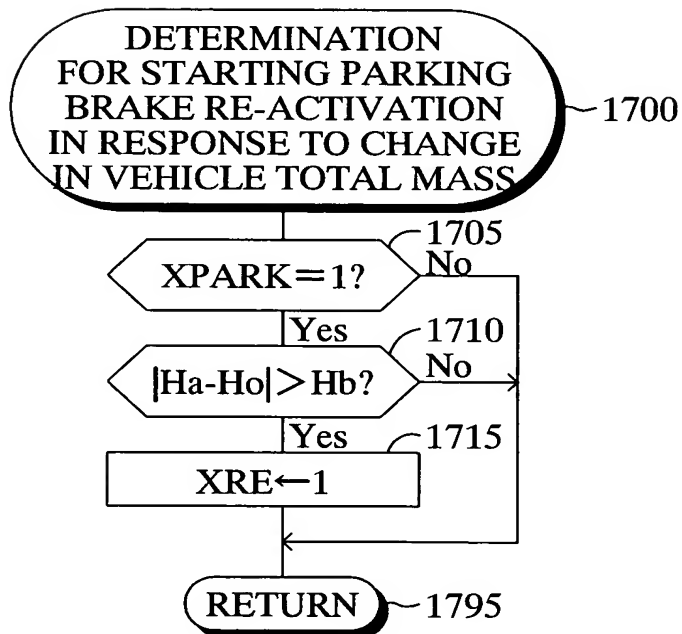 DETERMINATION
FOR STARTING PARKING
BRAKE RE-ACTIVATION
IN RESPONSE TO CHANGE
IN VEHICLE TOTAL MASS
1700
1705
XPARK=1?
No
Yes
1710
|Ha-Ho|>Hb?
No
Yes
1715
XRE←1
RETURN
1795